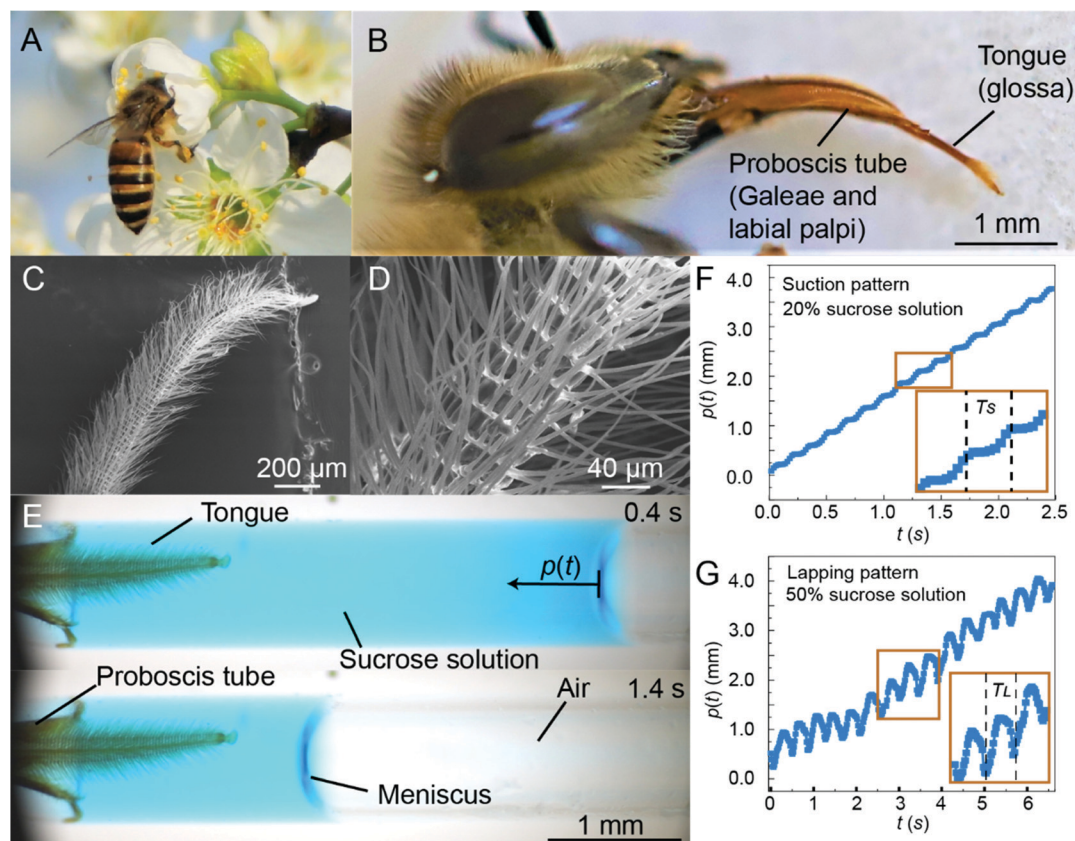 A
B
Tongue
(glossa)
Proboscis tube
(Galeae and
labial palpi)
1 mm
C
200 µm
D
40 µm
E
Tongue
0.4 s
p(t)
Sucrose solution
Proboscis tube
Air
1.4 s
Meniscus
1 mm
F
Suction pattern
20% sucrose solution
4.0
3.0
2.0
1.0
0.0
p(t) (mm)
Ts
0.0
0.5
1.0
1.5
2.0
2.5
t (s)
G
Lapping pattern
50% sucrose solution
4.0
3.0
2.0
1.0
0.0
p(t) (mm)
TL
0
1
2
3
4
5
6
t (s)